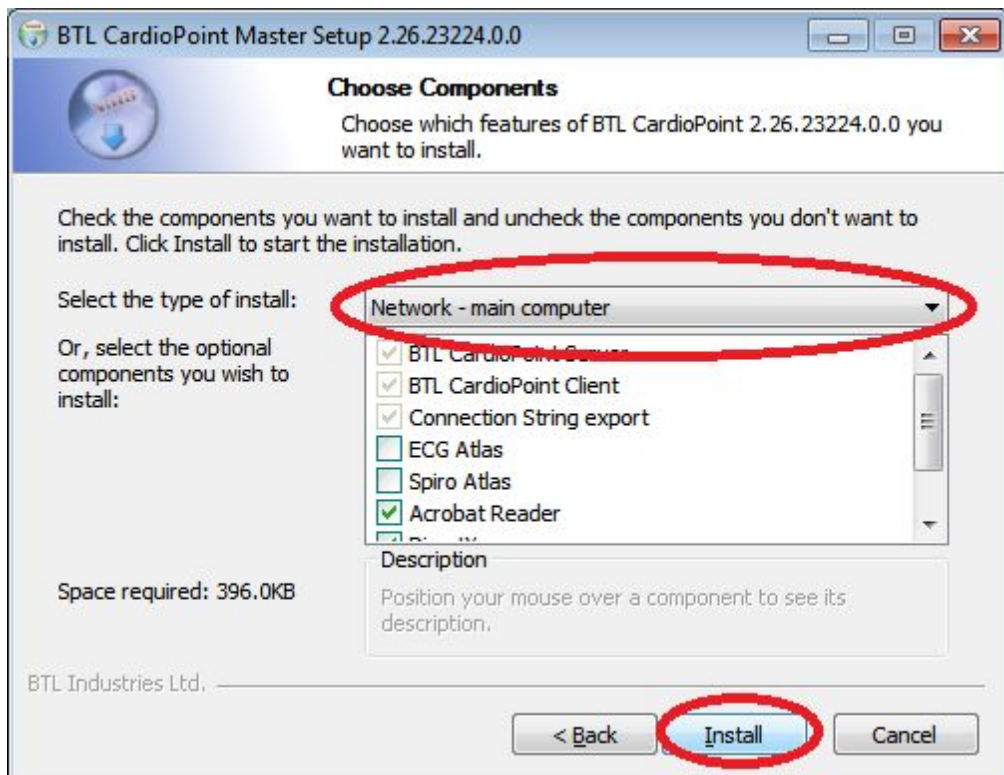 BTL CardioPoint Master Setup 2.26.23224.0.0
Choose Components
Choose which features of BTL CardioPoint 2.26.23224.0.0 you
want to install.
Check the components you want to install and uncheck the components you don't want to
install. Click Install to start the installation.
Select the type of install:
Network - main computer
Or, select the optional
components you wish to
install:
BTL CardioPoint Server
BTL CardioPoint Client
Connection String export
ECG Atlas
Spiro Atlas
Acrobat Reader
Description
Space required: 396.0KB
Position your mouse over a component to see its
description.
BTL Industries Ltd.
< Back
Install
Cancel